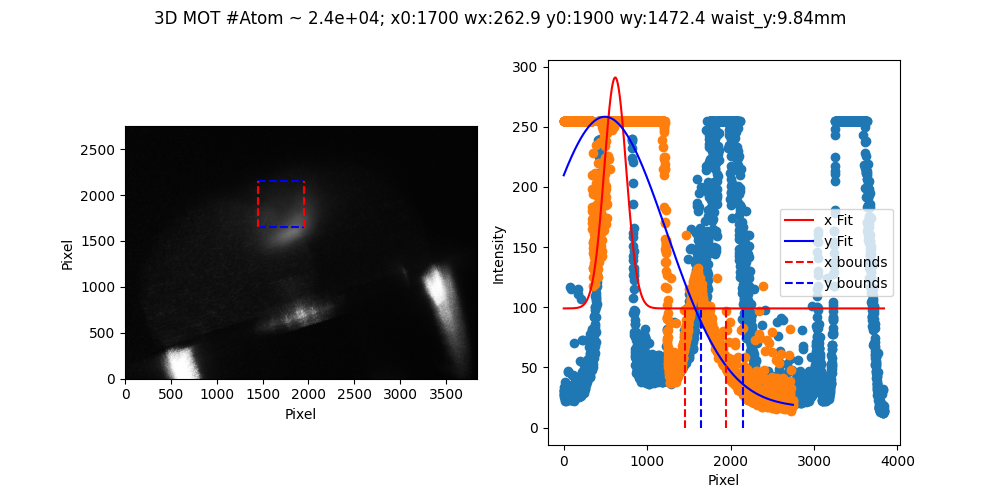 3D MOT #Atom ~ 2.4e+04; x0:1700 wx:262.9 y0:1900 wy:1472.4 waist_y:9.84mm
Pixel
2500
2000
1500
1000
500
0
0 500 1000 1500 2000 2500 3000 3500
Pixel
Intensity
300
250
200
150
100
50
0
x Fit
y Fit
x bounds
y bounds
0 1000 2000 3000 4000
Pixel